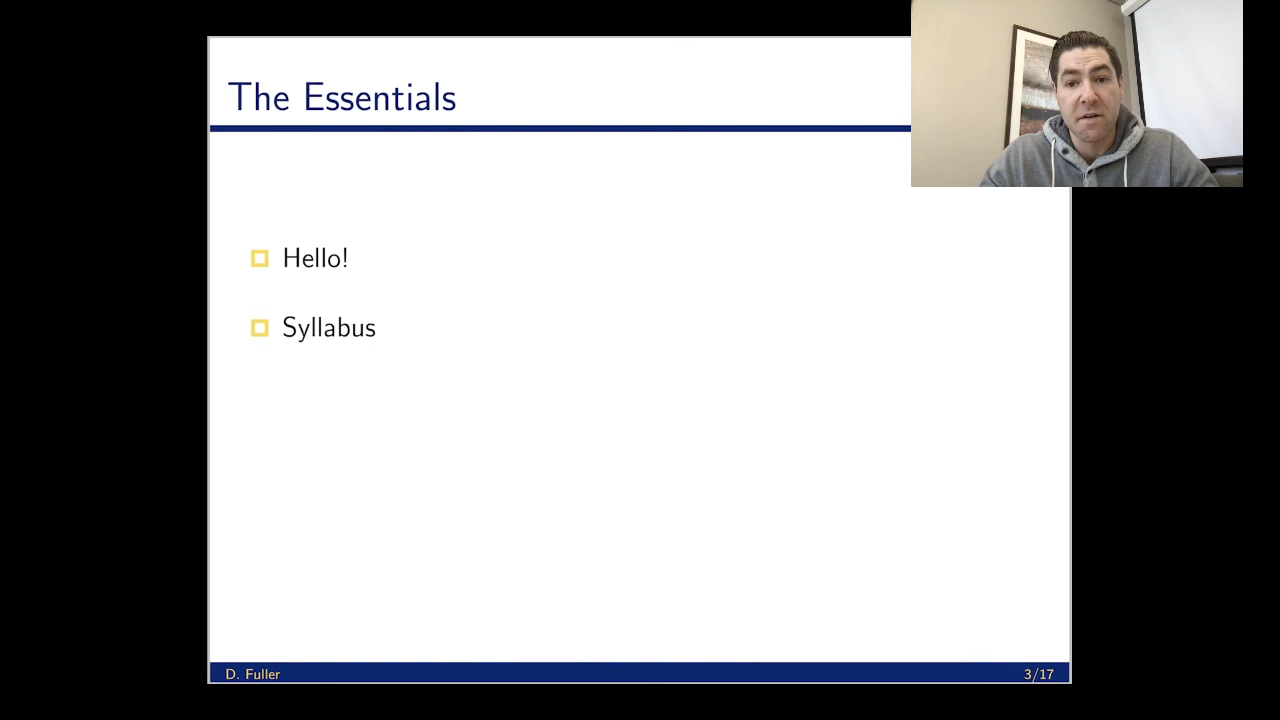 The Essentials
Hello!
Syllabus
D. Fuller
3/17